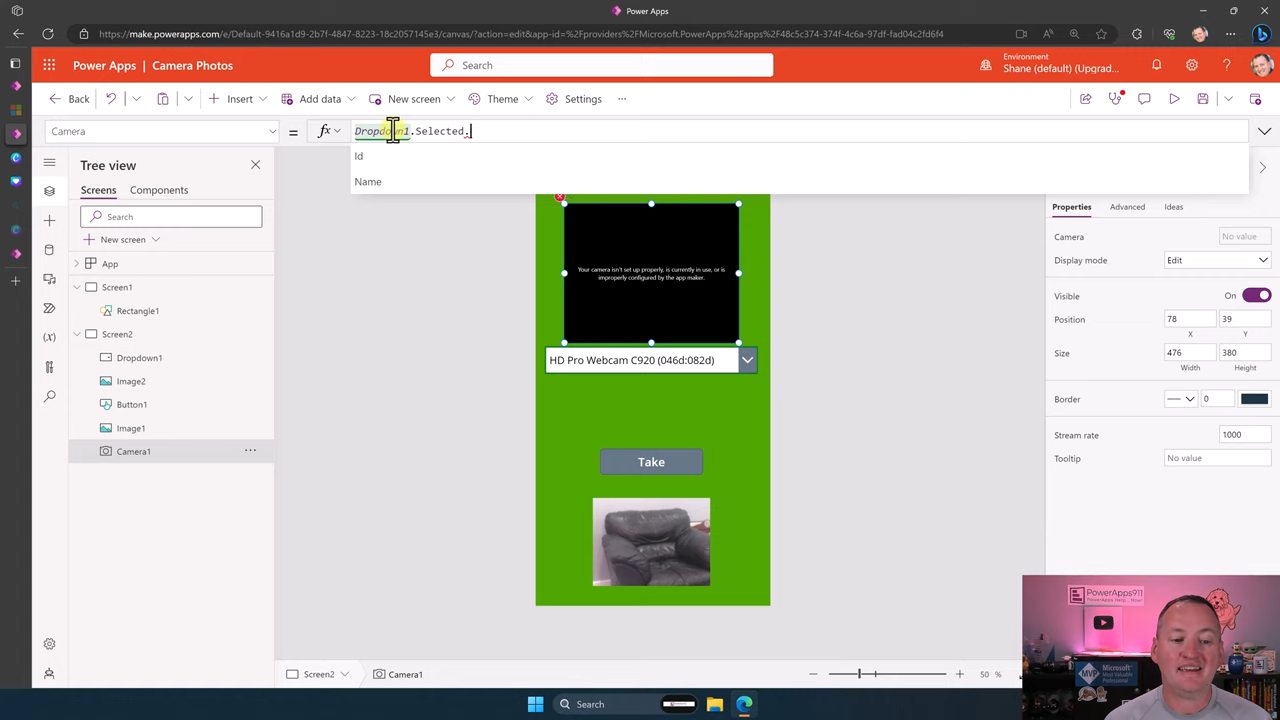 Power Apps
https://make.powerapps.com/e/Default-9416a1d9-2b7f-4847-8223-18c2057145e3/canvas/?action=edit&app-id=%2Fproviders%2FMicrosoft.PowerApps%2Fapps%2F48c5c371-374f-4c6a-97df-fad04c2fd6f4
Power Apps | Camera Photos
Search
Environment
Shane (default) (Upgrad...
Back
Insert
Add data
New screen
Theme
Settings
Camera
=
fx
Dropdown1.Selected.
Id
Name
Tree view
Screens
Components
Search
New screen
App
Screen1
Rectangle1
Screen2
Dropdown1
Image2
Button1
Image1
Camera1
Your camera isn't set up properly, is currently in use, or is
improperly configured by the app maker.
HD Pro Webcam C920 (046d:082d)
Take
Properties
Advanced
Ideas
Camera
No value
Display mode
Edit
Visible
On
Position
78
39
X
Y
Size
476
380
Width
Height
Border
0
Stream rate
1000
Tooltip
No value
Screen2
Camera1
50 %
PowerApps911
Microsoft
MVP
Search